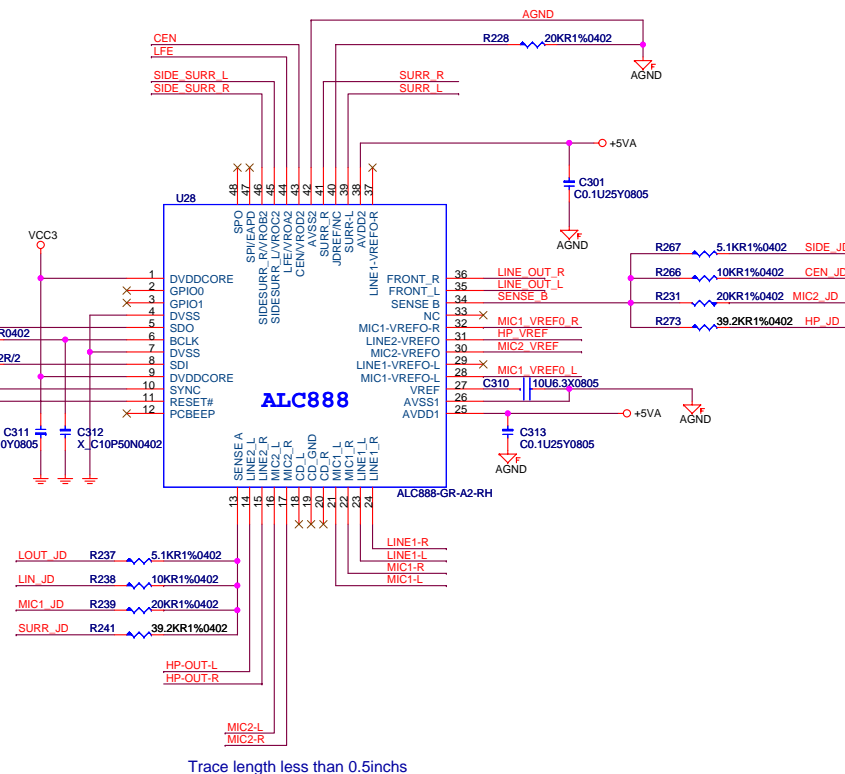 AGND
CEN
LFE
R228 20KR1%0402
AGND
SIDE_SURR_L
SIDE_SURR_R
SURR_R
SURR_L
+5VA
C301
C0.1U25Y0805
AGND
U28
48 47 46 45 44 43 42 41 40 39 38 37
SPO
SPI/EAPD
SIDESURR_R/VROB2
SIDESURR_L/VROC2
LFE/VROA2
CEN/VROD2
AVSS2
SURR_R
JDREF/NC
SURR-L
AVDD2
LINE1-VREFO-R
VCC3
1 DVDDCORE
2 GPIO0
3 GPIO1
4 DVSS
5 SDO
6 BCLK
7 DVSS
8 SDI
9 DVDDCORE
10 SYNC
11 RESET#
12 PCBEEP
R0402
2R/2
C311
0Y0805
C312
X_C10P50N0402
ALC888
FRONT_R 36 LINE_OUT_R
FRONT_L 35 LINE_OUT_L
SENSE B 34 SENSE_B
NC 33
MIC1-VREFO-R 32 MIC1_VREF0_R
LINE2-VREFO 31 HP_VREF
MIC2-VREFO 30 MIC2_VREF
LINE1-VREFO-L 29
MIC1-VREFO-L 28 MIC1_VREF0_L
VREF 27 C310 10U6.3X0805
AVSS1 26
AVDD1 25
AGND
+5VA
C313
C0.1U25Y0805
AGND
R267 5.1KR1%0402 SIDE_JD
R266 10KR1%0402 CEN_JD
R231 20KR1%0402 MIC2_JD
R273 39.2KR1%0402 HP_JD
SENSE A
LINE2_L
LINE2_R
MIC2_L
MIC2_R
CD_L
CD_GND
CD_R
MIC1_L
MIC1_R
LINE1_L
LINE1_R
13 14 15 16 17 18 19 20 21 22 23 24
ALC888-GR-A2-RH
LINE1-R
LINE1-L
MIC1-R
MIC1-L
LOUT_JD R237 5.1KR1%0402
LIN_JD R238 10KR1%0402
MIC1_JD R239 20KR1%0402
SURR_JD R241 39.2KR1%0402
HP-OUT-L
HP-OUT-R
MIC2-L
MIC2-R
Trace length less than 0.5inchs